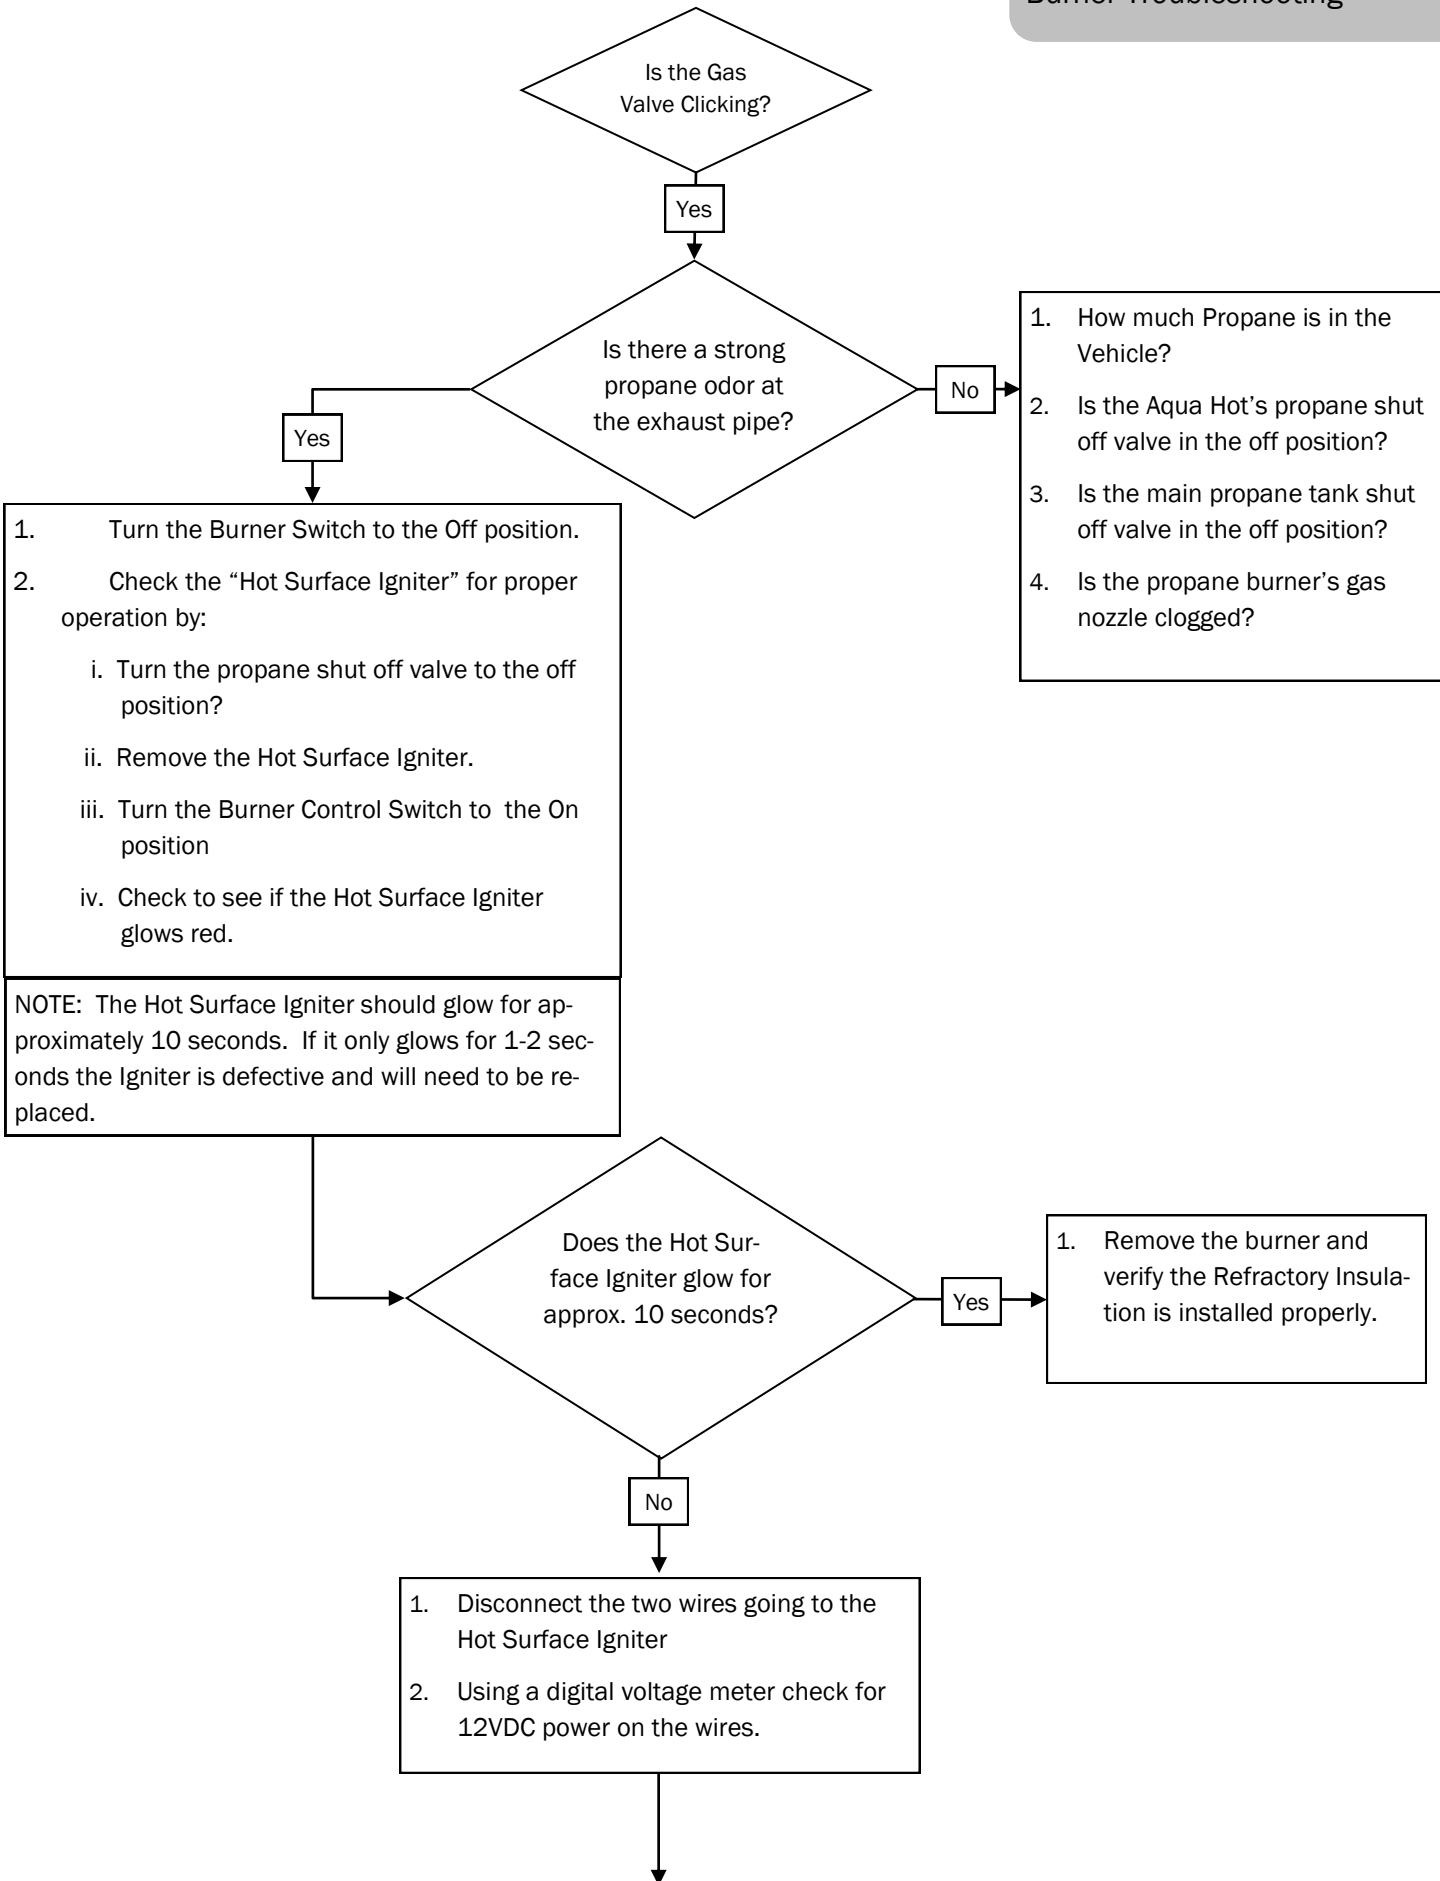 Burner Troubleshooting
Is the Gas
Valve Clicking?
Yes
Is there a strong
propane odor at
the exhaust pipe?
No
1. How much Propane is in the
Vehicle?
2. Is the Aqua Hot’s propane shut
off valve in the off position?
3. Is the main propane tank shut
off valve in the off position?
4. Is the propane burner’s gas
nozzle clogged?
Yes
1. Turn the Burner Switch to the Off position.
2. Check the “Hot Surface Igniter” for proper
operation by:
i. Turn the propane shut off valve to the off
position?
ii. Remove the Hot Surface Igniter.
iii. Turn the Burner Control Switch to  the On
position
iv. Check to see if the Hot Surface Igniter
glows red.
NOTE:  The Hot Surface Igniter should glow for ap-
proximately 10 seconds.  If it only glows for 1-2 sec-
onds the Igniter is defective and will need to be re-
placed.
Does the Hot Sur-
face Igniter glow for
approx. 10 seconds?
Yes
1. Remove the burner and
verify the Refractory Insula-
tion is installed properly.
No
1. Disconnect the two wires going to the
Hot Surface Igniter
2. Using a digital voltage meter check for
12VDC power on the wires.